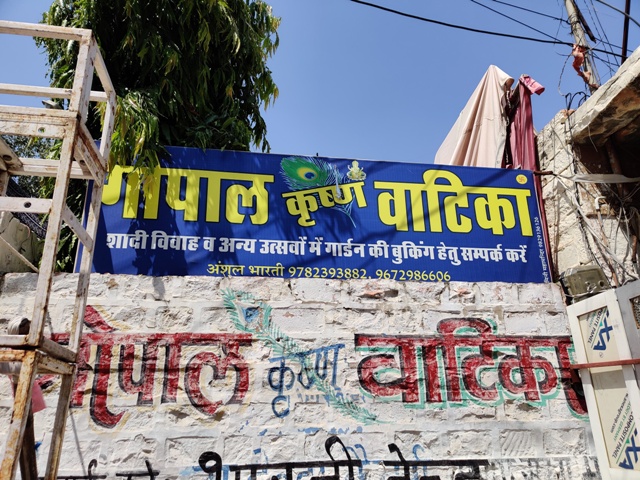 गोपाल कृष्ण वाटिकां
शादी विवाह व अन्य उत्सवों में गार्डन की बुकिंग हेतु सम्पर्क करें
अंशुल भारती 9782393882, 9672986606
गोपाल कृष्ण वाटिका